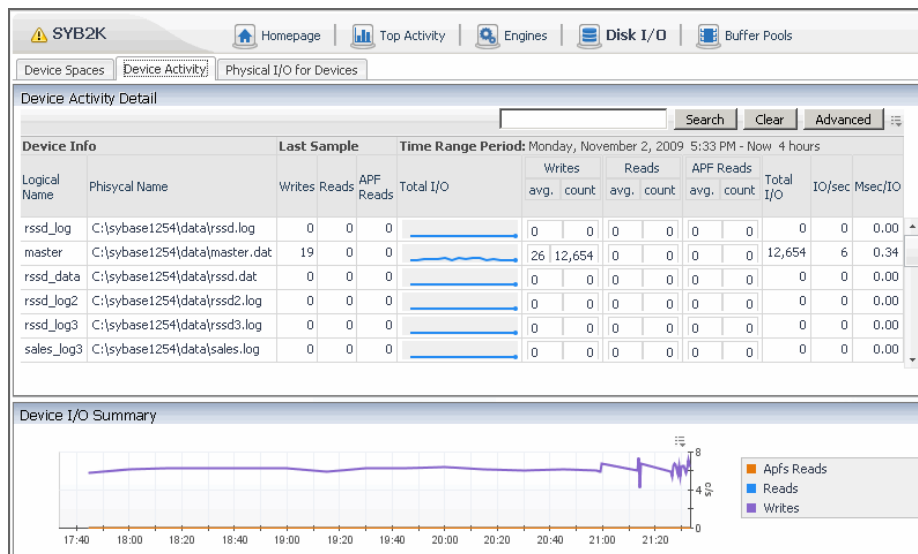 SYB2K Homepage Top Activity Engines Disk I/O Buffer Pools
Device Spaces Device Activity Physical I/O for Devices
Device Activity Detail
Search Clear Advanced
Device Info Last Sample Time Range Period: Monday, November 2, 2009 5:33 PM - Now 4 hours
Logical Name Phisycal Name Writes Reads APF Reads Total I/O Writes avg. count Reads avg. count APF Reads avg. count Total I/O IO/sec Msec/IO
rssd_log C:\sybase1254\data\rssd.log 0 0 0 0 0 0 0 0 0 0 0 0.00
master C:\sybase1254\data\master.dat 19 0 0 26 12,654 0 0 0 0 12,654 6 0.34
rssd_data C:\sybase1254\data\rssd.dat 0 0 0 0 0 0 0 0 0 0 0 0.00
rssd_log2 C:\sybase1254\data\rssd2.log 0 0 0 0 0 0 0 0 0 0 0 0.00
rssd_log3 C:\sybase1254\data\rssd3.log 0 0 0 0 0 0 0 0 0 0 0 0.00
sales_log3 C:\sybase1254\data\sales.log 0 0 0 0 0 0 0 0 0 0 0 0.00
Device I/O Summary
8
4
0
c/s
17:40 18:00 18:20 18:40 19:00 19:20 19:40 20:00 20:20 20:40 21:00 21:20
Apfs Reads
Reads
Writes